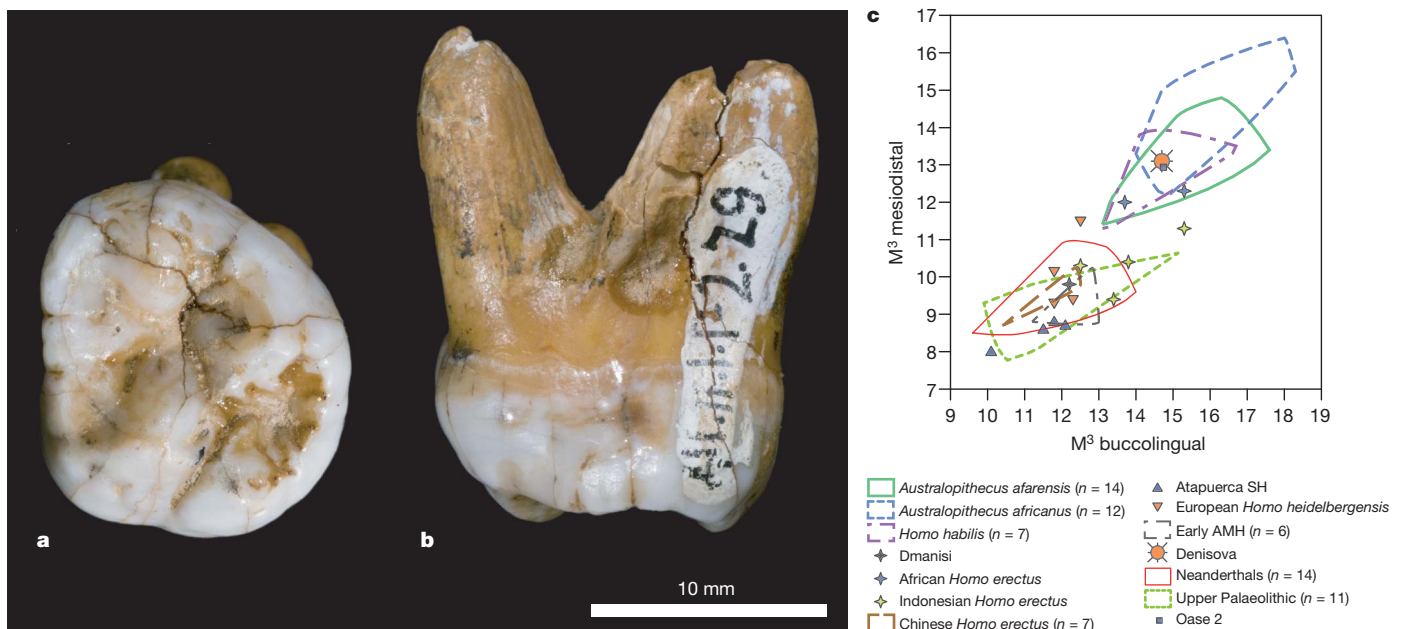 a
b
10 mm
c
17
16
15
14
13
12
11
10
9
8
7
M³ mesiodistal
9 10 11 12 13 14 15 16 17 18 19
M³ buccolingual
Australopithecus afarensis (n = 14)
Australopithecus africanus (n = 12)
Homo habilis (n = 7)
Dmanisi
African Homo erectus
Indonesian Homo erectus
Chinese Homo erectus (n = 7)
Atapuerca SH
European Homo heidelbergensis
Early AMH (n = 6)
Denisova
Neanderthals (n = 14)
Upper Palaeolithic (n = 11)
Oase 2